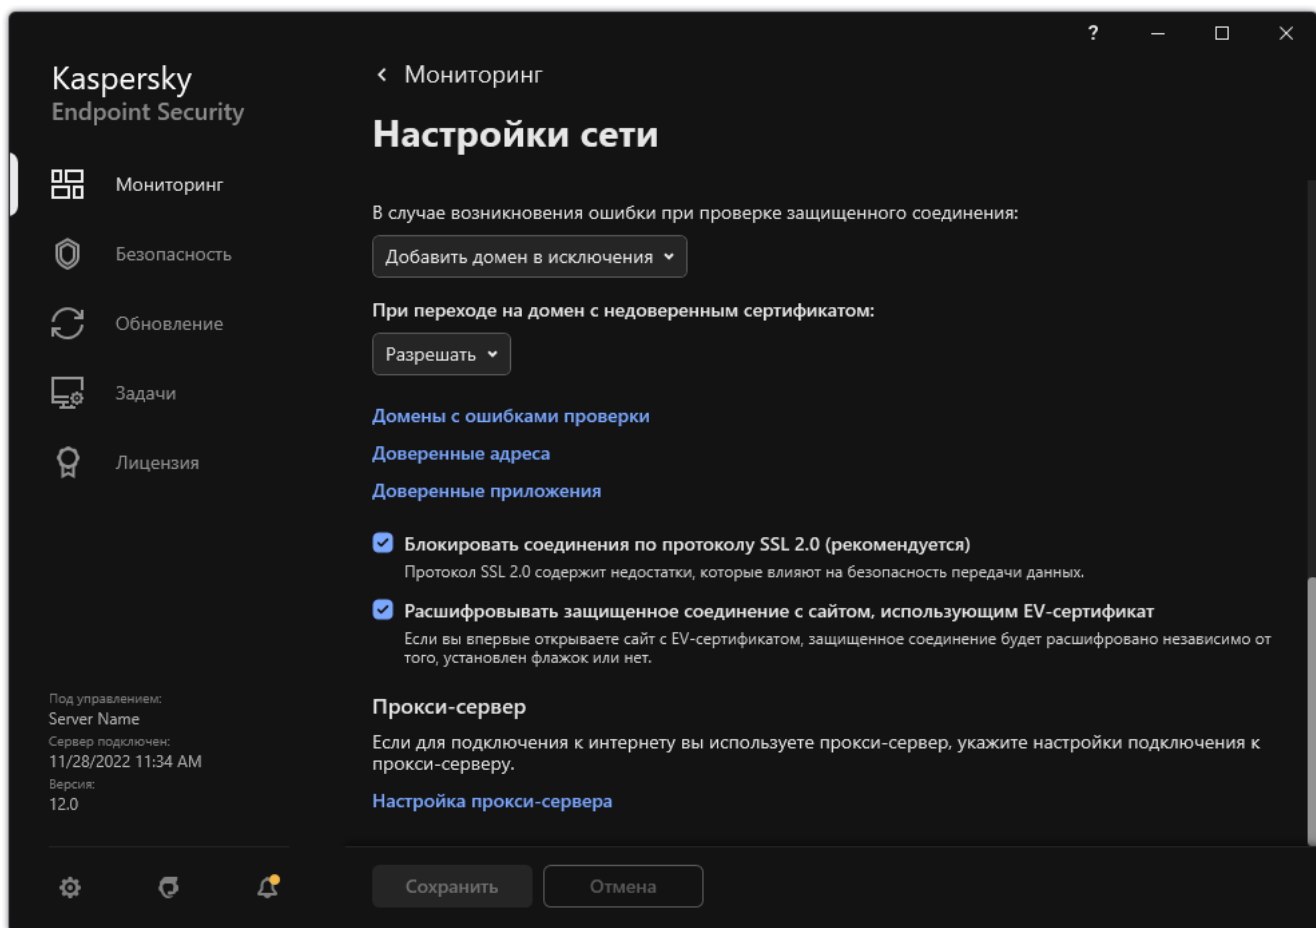 ?
Kaspersky
Endpoint Security
Мониторинг
Безопасность
Обновление
Задачи
Лицензия
Под управлением:
Server Name
Сервер подключен:
11/28/2022 11:34 AM
Версия:
12.0
Мониторинг
Настройки сети
В случае возникновения ошибки при проверке защищенного соединения:
Добавить домен в исключения
При переходе на домен с недоверенным сертификатом:
Разрешать
Домены с ошибками проверки
Доверенные адреса
Доверенные приложения
Блокировать соединения по протоколу SSL 2.0 (рекомендуется)
Протокол SSL 2.0 содержит недостатки, которые влияют на безопасность передачи данных.
Расшифровывать защищенное соединение с сайтом, использующим EV-сертификат
Если вы впервые открываете сайт с EV-сертификатом, защищенное соединение будет расшифровано независимо от
того, установлен флажок или нет.
Прокси-сервер
Если для подключения к интернету вы используете прокси-сервер, укажите настройки подключения к
прокси-серверу.
Настройка прокси-сервера
Сохранить
Отмена